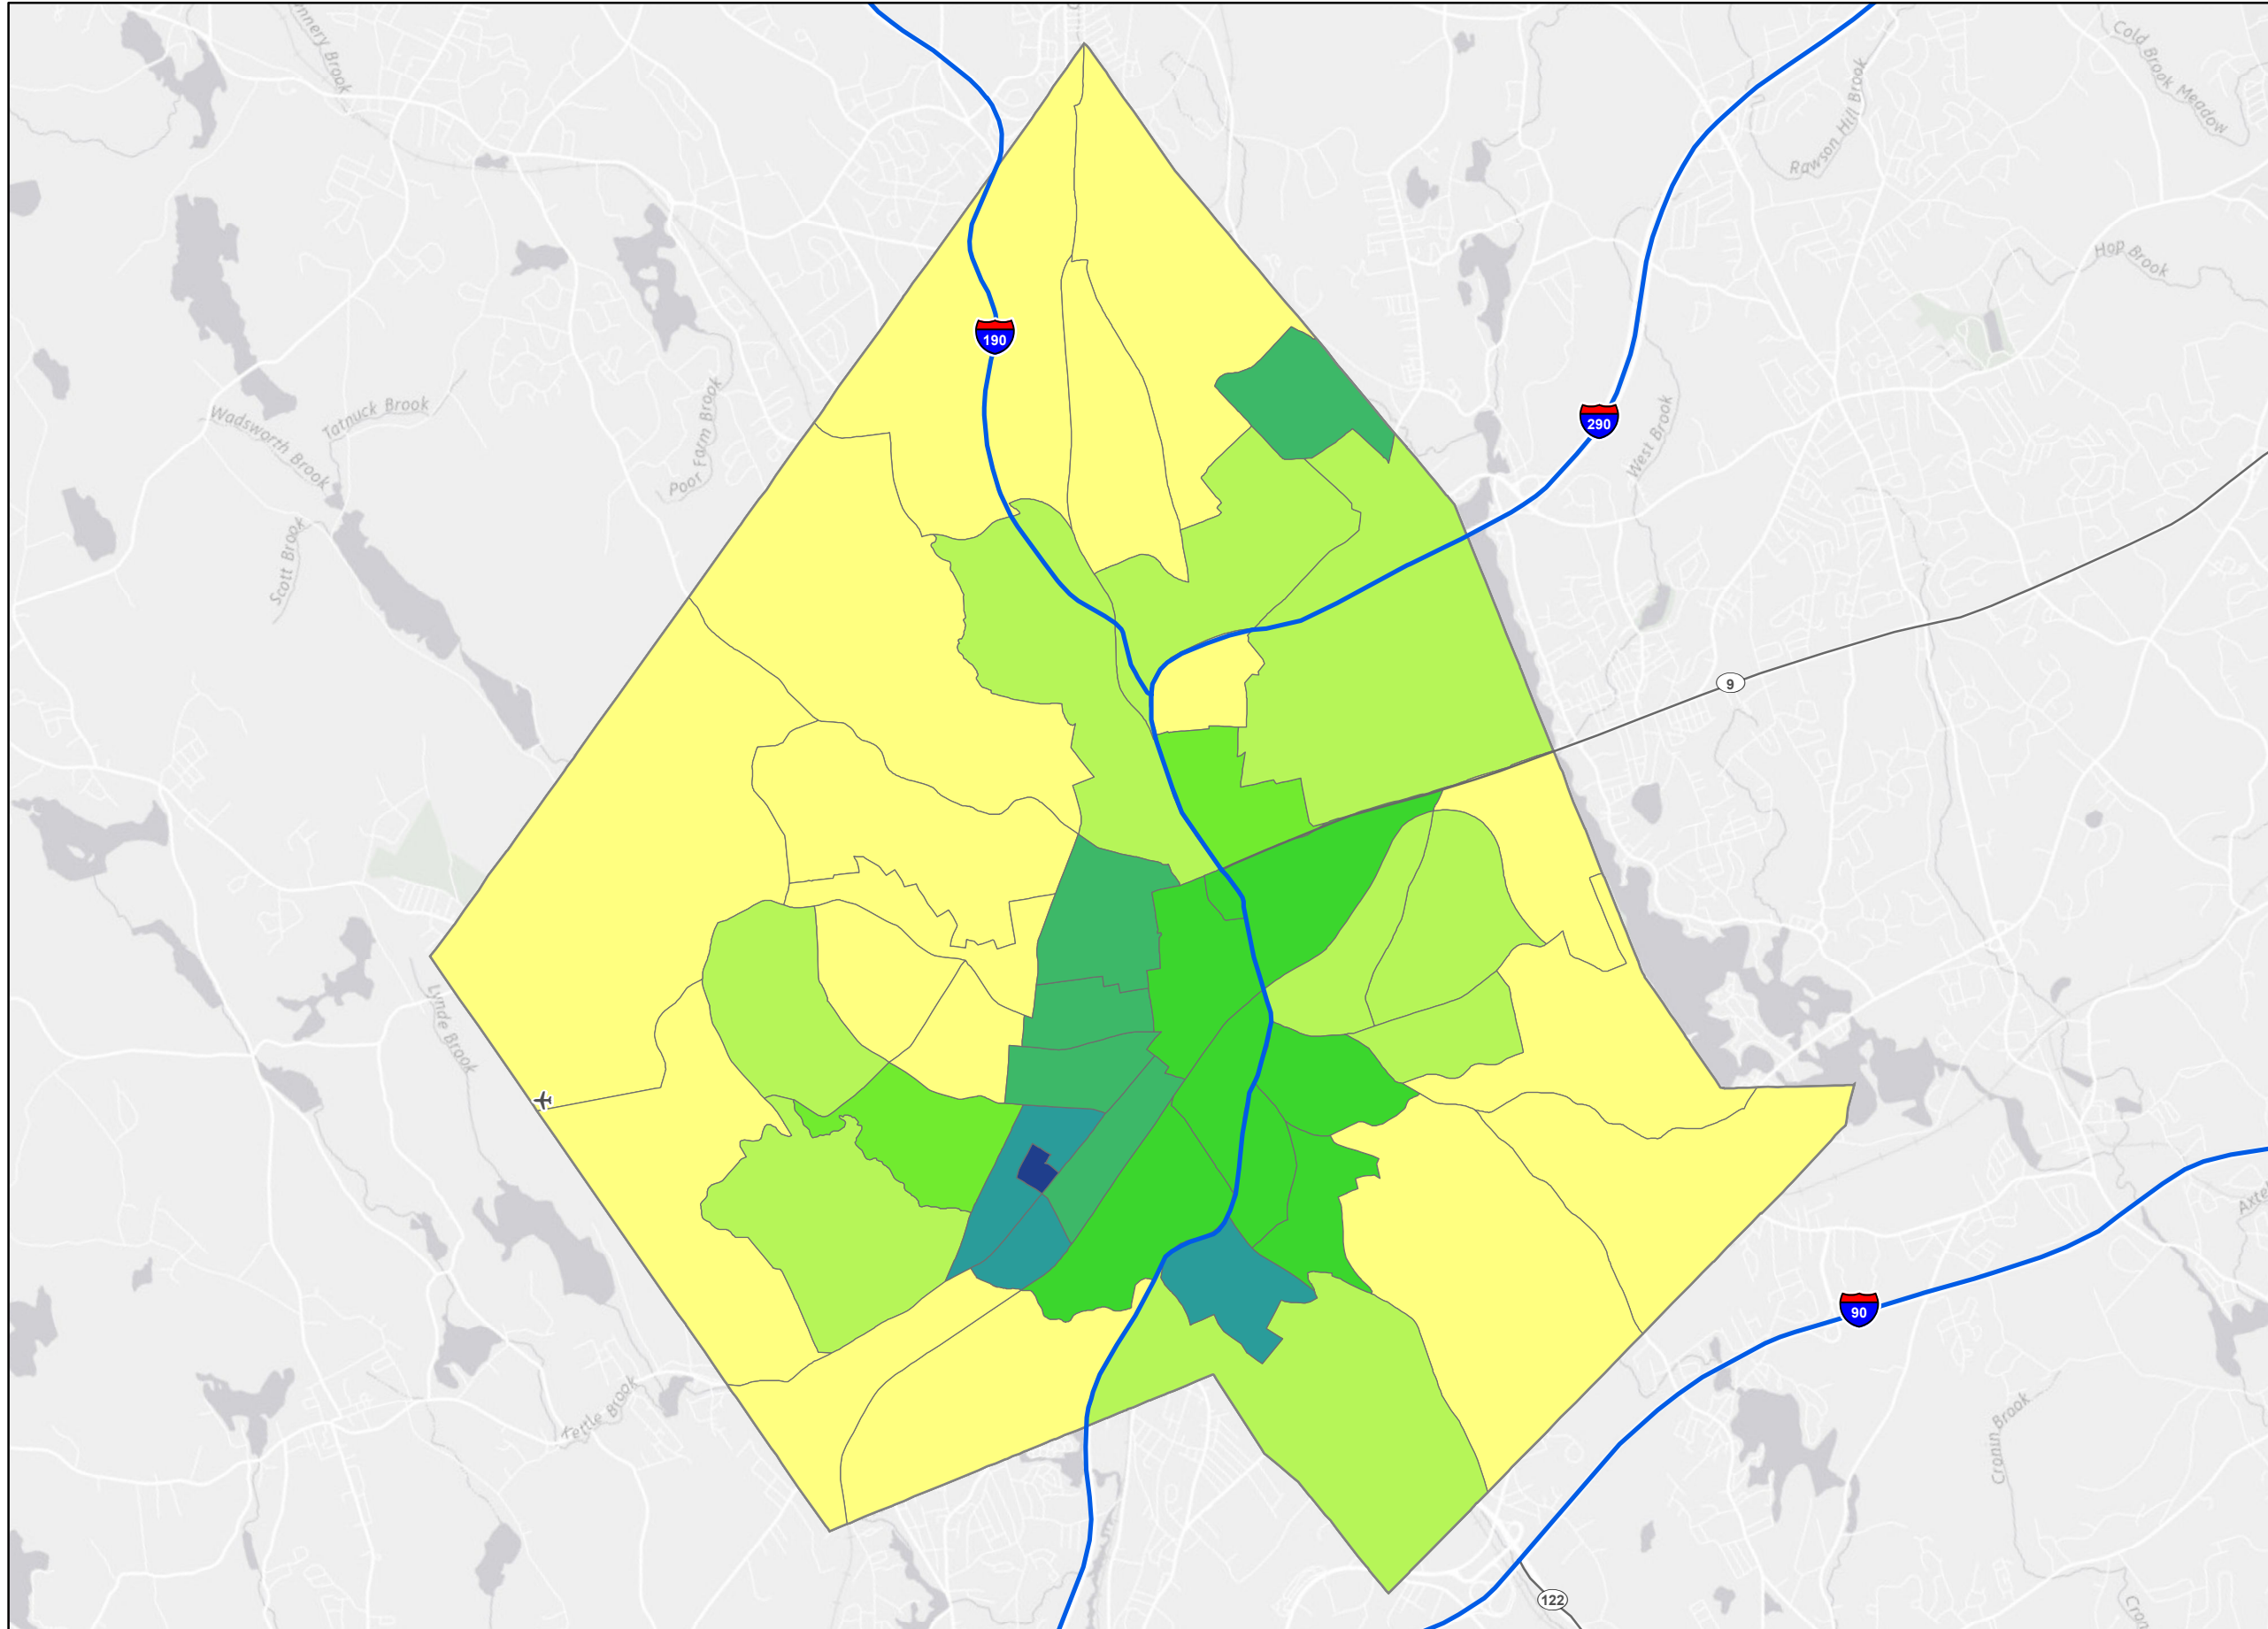 Cold Brook Meadow
Rawson Hill Brook
Hop Brook
190
Poor Farm Brook
Tatnuck Brook
Wadsworth Brook
290
West Brook
Scott Brook
9
Lynde Brook
90
Kettle Brook
Cronin Brook
122